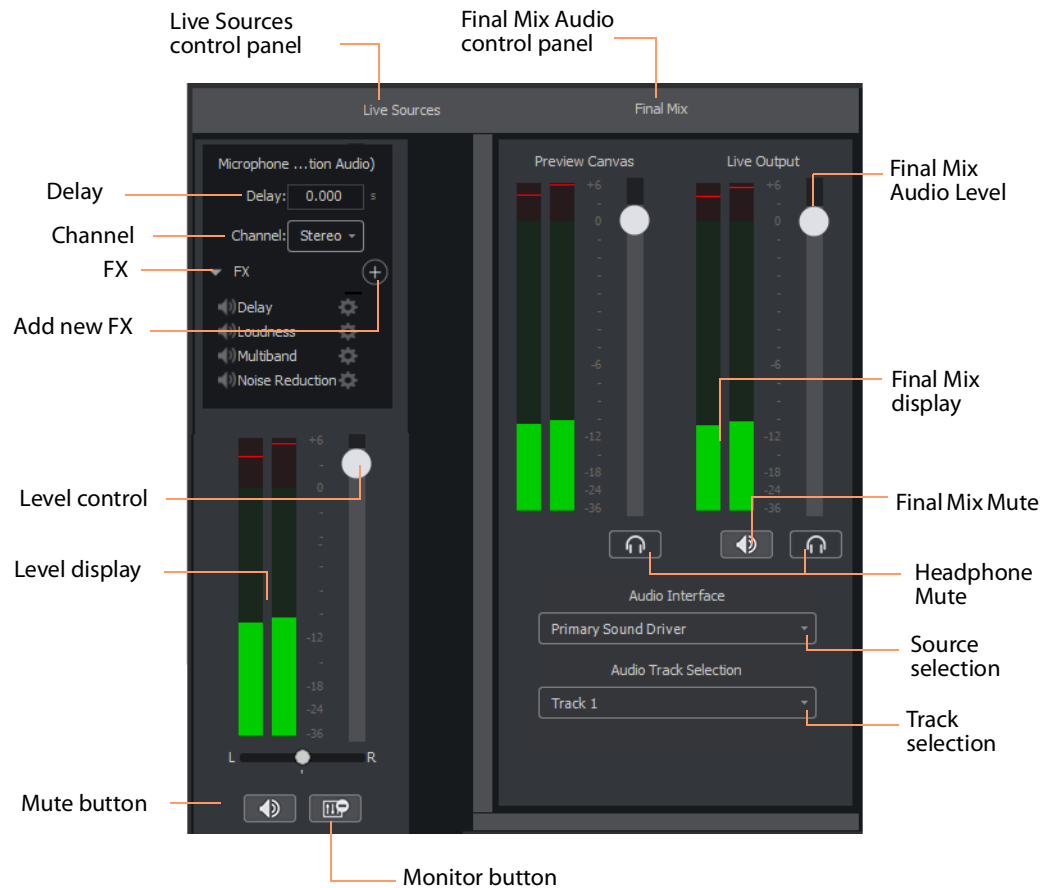 Live Sources
control panel
Final Mix Audio
control panel
Live Sources
Final Mix
Microphone ...tion Audio)
Delay: 0.000 s
Channel: Stereo
FX
Delay
Loudness
Multiband
Noise Reduction
+6
-
0
-
-
-
-
-
-12
-
-18
-24
-36
L
R
Preview Canvas
Live Output
+6
-
0
-
-
-
-
-6
-
-
-12
-
-18
-24
-36
+6
-
0
-
-
-
-
-6
-
-
-12
-
-18
-24
-36
Audio Interface
Primary Sound Driver
Audio Track Selection
Track 1
Delay
Channel
FX
Add new FX
Level control
Level display
Mute button
Monitor button
Final Mix
Audio Level
Final Mix
display
Final Mix Mute
Headphone
Mute
Source
selection
Track
selection